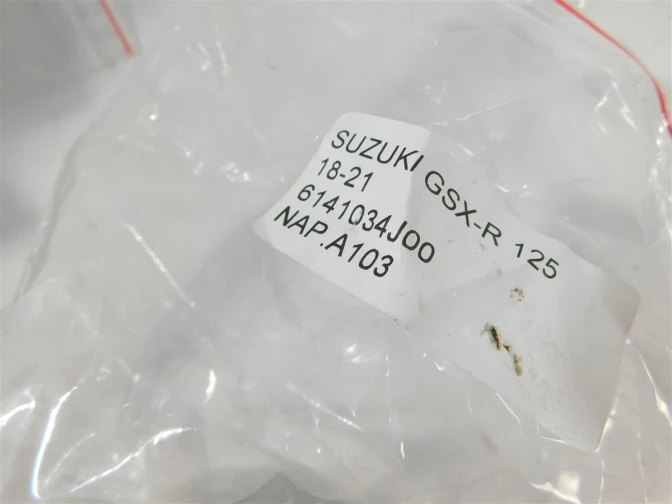 SUZUKI GSX-R 125
18-21
6141034J00
NAP.A103